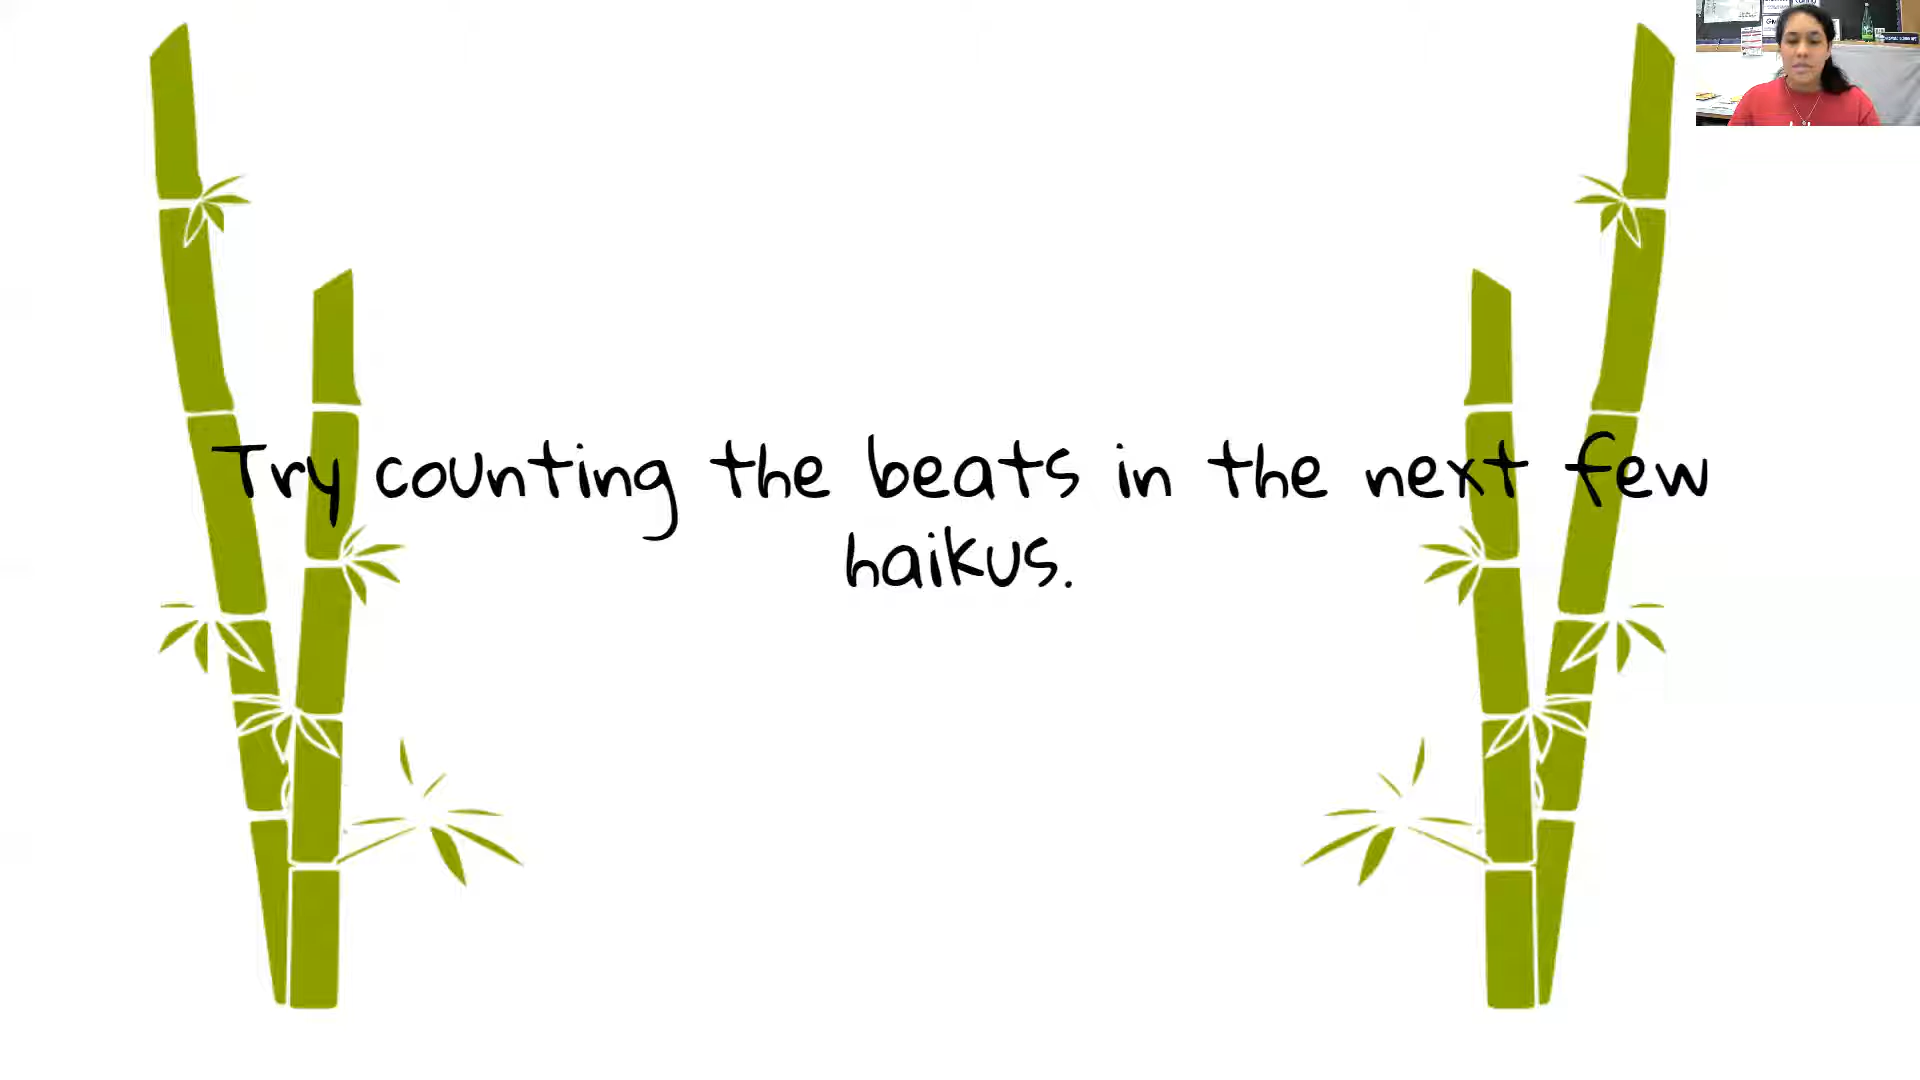 Try counting the beats in the next few
haikus.